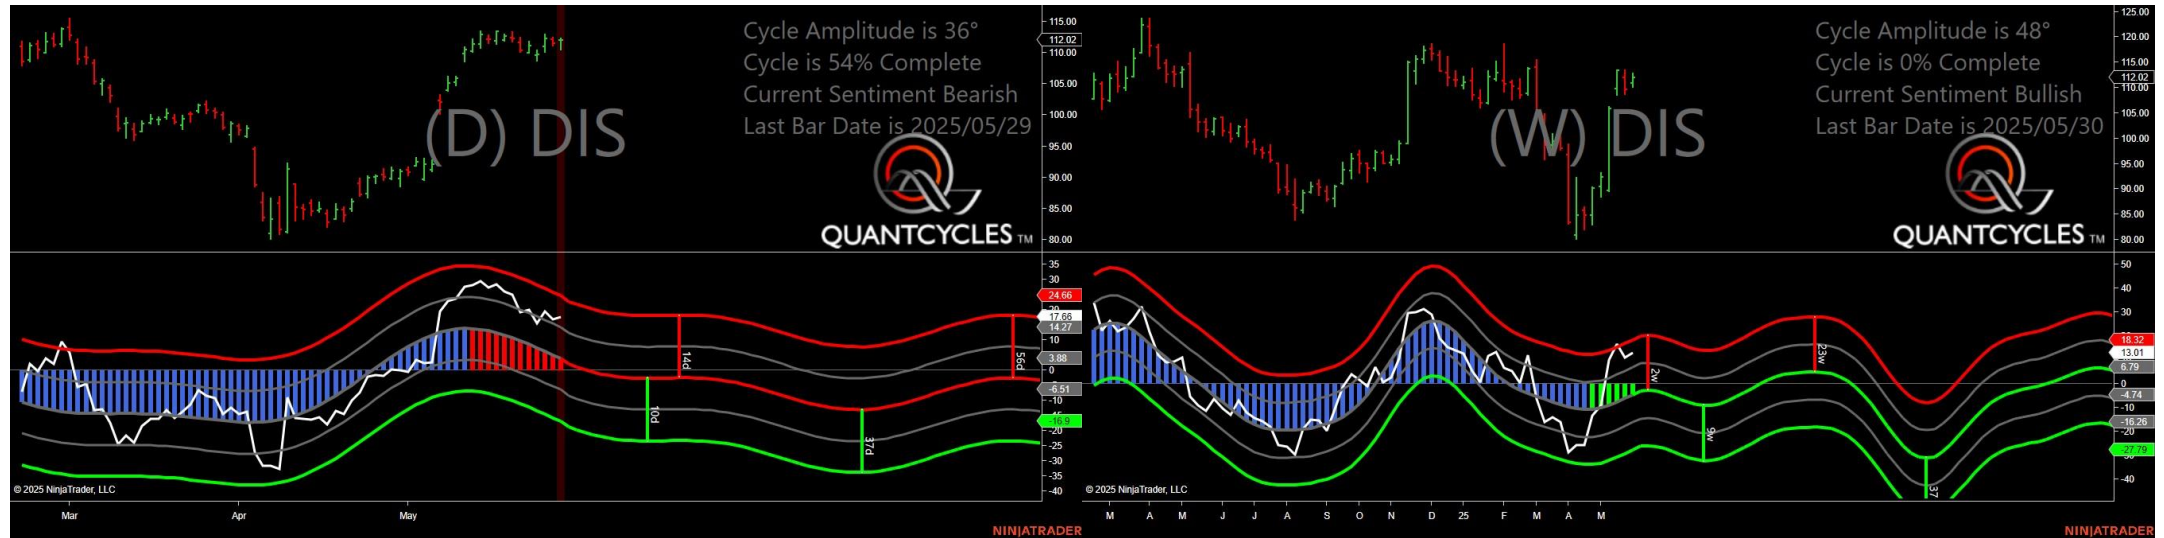 Cycle Amplitude is 36°
Cycle is 54% Complete
Current Sentiment Bearish
Last Bar Date is 2025/05/29
(D) DIS
QUANTCYCLES TM
115.00
112.02
110.00
105.00
100.00
95.00
90.00
85.00
80.00
35
30
24.66
17.66
14.27
10
3.88
0
-6.51
-10
-16.9
-20
-25
-30
-35
-40
14d
10d
37d
56d
© 2025 NinjaTrader, LLC
Mar
Apr
May
NINJATRADER
Cycle Amplitude is 48°
Cycle is 0% Complete
Current Sentiment Bullish
Last Bar Date is 2025/05/30
(W) DIS
QUANTCYCLES TM
125.00
120.00
115.00
112.02
110.00
105.00
100.00
95.00
90.00
85.00
80.00
50
40
30
18.32
13.01
6.79
0
-4.74
-10
-16.26
-20
-27.79
-40
2w
9w
23w
37
© 2025 NinjaTrader, LLC
M
A
M
J
J
A
S
O
N
D
25
F
M
A
M
NINJATRADER